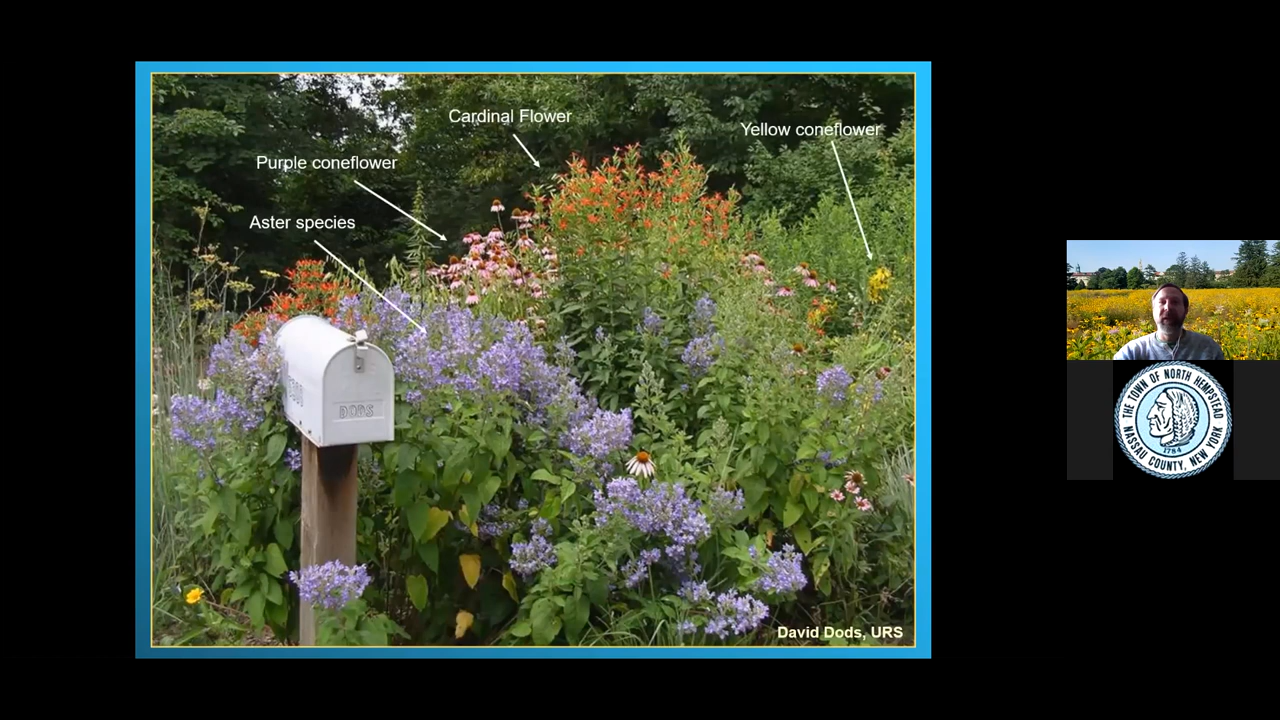 Cardinal Flower
Yellow coneflower
Purple coneflower
Aster species
DODS
David Dods, URS
THE TOWN OF NORTH HEMPSTEAD
NASSAU COUNTY, NEW YORK
1784